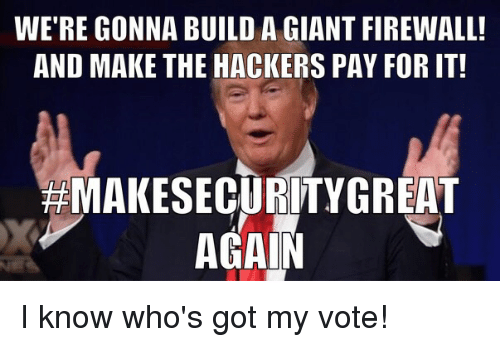 WE'RE GONNA BUILD A GIANT FIREWALL!
AND MAKE THE HACKERS PAY FOR IT!
#MAKESECURITYGREAT
AGAIN
I know who's got my vote!